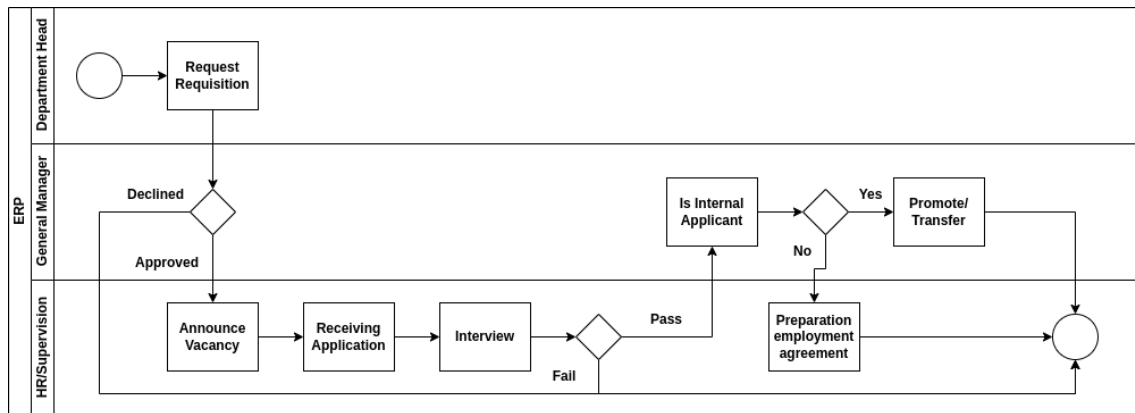 ERP
Department Head
Request
Requisition
General Manager
Declined
Approved
Is Internal
Applicant
Yes
No
Promote/
Transfer
HR/Supervision
Announce
Vacancy
Receiving
Application
Interview
Pass
Fail
Preparation
employment
agreement